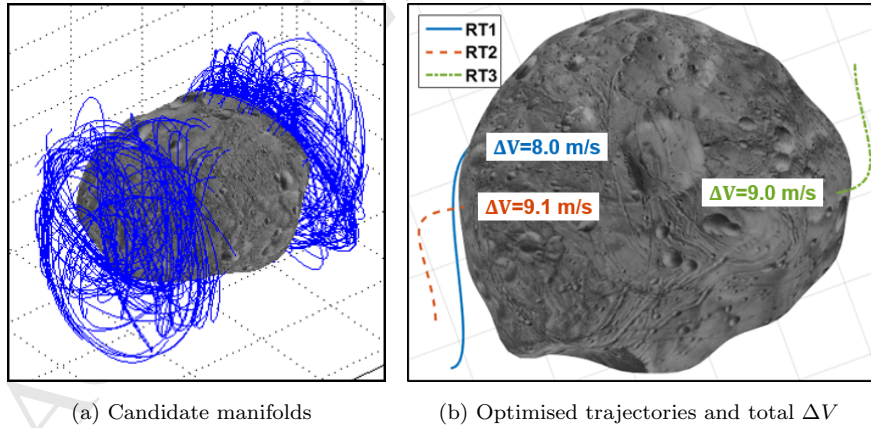 RT1
RT2
RT3
ΔV=8.0 m/s
ΔV=9.1 m/s
ΔV=9.0 m/s
(a) Candidate manifolds
(b) Optimised trajectories and total ΔV